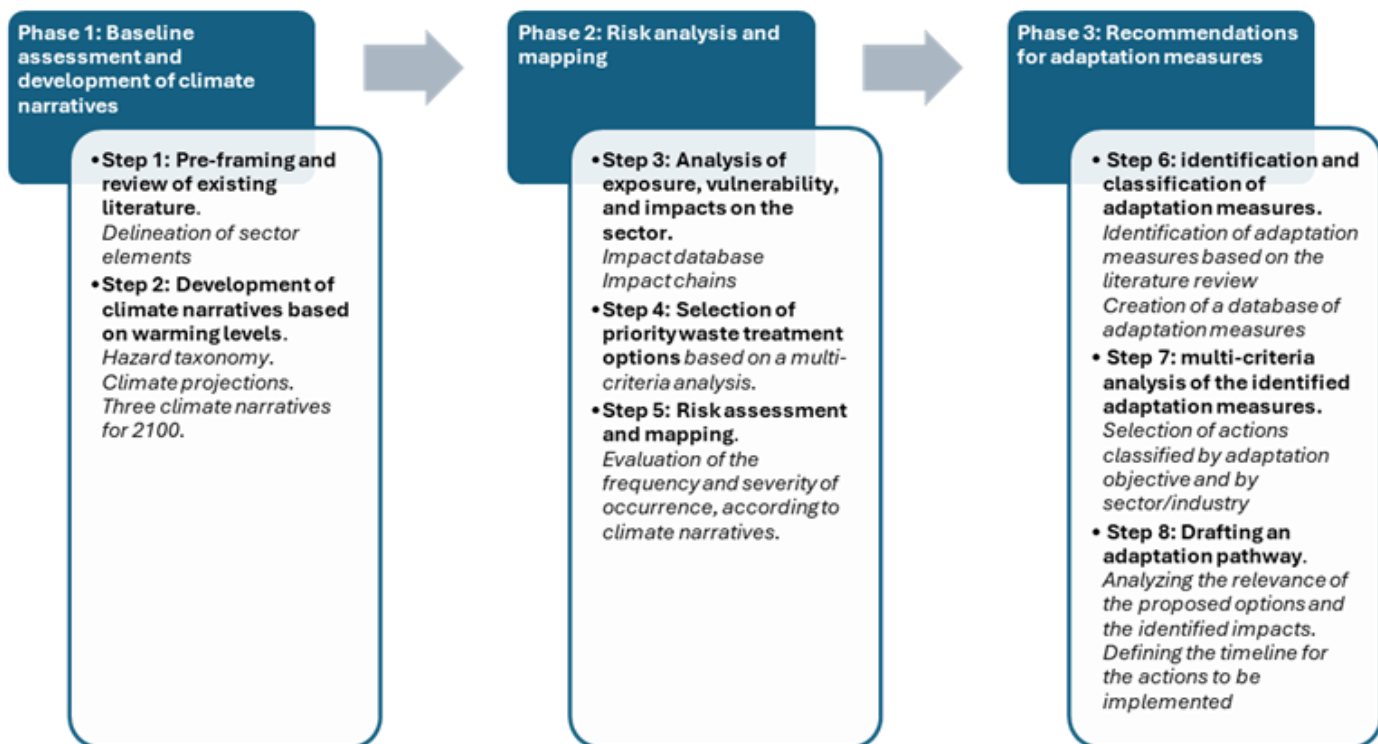 Phase 1: Baseline
assessment and
development of climate
narratives
•Step 1: Pre-framing and
review of existing
literature.
Delineation of sector
elements
•Step 2: Development of
climate narratives based
on warming levels.
Hazard taxonomy.
Climate projections.
Three climate narratives
for 2100.
Phase 2: Risk analysis and
mapping
•Step 3: Analysis of
exposure, vulnerability,
and impacts on the
sector.
Impact database
Impact chains
•Step 4: Selection of
priority waste treatment
options based on a multi-
criteria analysis.
•Step 5: Risk assessment
and mapping.
Evaluation of the
frequency and severity of
occurrence, according to
climate narratives.
Phase 3: Recommendations
for adaptation measures
• Step 6: identification and
classification of
adaptation measures.
Identification of adaptation
measures based on the
literature review
Creation of a database of
adaptation measures
• Step 7: multi-criteria
analysis of the identified
adaptation measures.
Selection of actions
classified by adaptation
objective and by
sector/industry
• Step 8: Drafting an
adaptation pathway.
Analyzing the relevance of
the proposed options and
the identified impacts.
Defining the timeline for
the actions to be
implemented